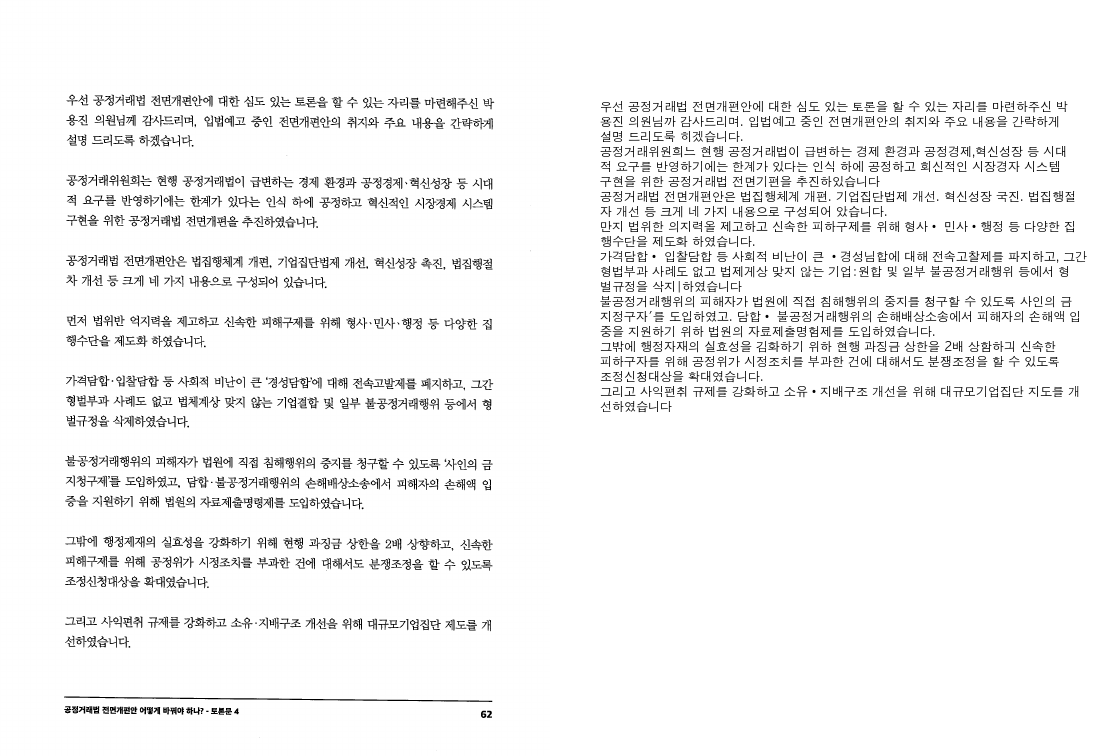 우선 공정거래법 전면개편안에 대한 심도 있는 토론을 할 수 있는 자리를 마련해주신 박
용진 의원님께 감사드리며, 입법예고 중인 전면개편안의 취지와 주요 내용을 간략하게
설명 드리도록 하겠습니다.
공정거래위원회는 현행 공정거래법이 급변하는 경제 환경과 공정경제·혁신성장 등 시대
적 요구를 반영하기에는 한계가 있다는 인식 하에 공정하고 혁신적인 시장경제 시스템
구현을 위한 공정거래법 전면개편을 추진하였습니다.
공정거래법 전면개편안은 법집행체계 개편, 기업집단법제 개선, 혁신성장 촉진, 법집행절
차 개선 등 크게 네 가지 내용으로 구성되어 있습니다.
먼저 법위반 억지력을 제고하고 신속한 피해구제를 위해 형사·민사·행정 등 다양한 집
행수단을 제도화 하였습니다.
가격담합·입찰담합 등 사회적 비난이 큰 '경성담합'에 대해 전속고발제를 폐지하고, 그간
형벌부과 사례도 없고 법체계상 맞지 않는 기업결합 및 일부 불공정거래행위 등에서 형
벌규정을 삭제하였습니다.
불공정거래행위의 피해자가 법원에 직접 침해행위의 중지를 청구할 수 있도록 '사인의 금
지청구제'를 도입하였고, 담합·불공정거래행위의 손해배상소송에서 피해자의 손해액 입
증을 지원하기 위해 법원의 자료제출명령제를 도입하였습니다.
그밖에 행정제재의 실효성을 강화하기 위해 현행 과징금 상한을 2배 상향하고, 신속한
피해구제를 위해 공정위가 시정조치를 부과한 건에 대해서도 분쟁조정을 할 수 있도록
조정신청대상을 확대였습니다.
그리고 사익편취 규제를 강화하고 소유·지배구조 개선을 위해 대규모기업집단 제도를 개
선하였습니다.
공정거래법 전면개편안 어떻게 바꿔야 하나? - 토론문 4
62
우선 공정거래법 전면개편안에 대한 심도 있는 토론을 할 수 있는 자리를 마련하주신 박
용진 의원님까 감사드리며. 입법예고 중인 전면개편안의 취지와 주요 내용을 간략하게
설명 드리도록 히겠습니다.
공정거래위원희느 현행 공정거래법이 급변하는 경제 환경과 공정경제,혁신성장 등 시대
적 요구를 반영하기에는 한계가 있다는 인식 하에 공정하고 회신적인 시장경자 시스템
구현을 위한 공정거래법 전면기편을 추진하있습니다
공정거래법 전면개편안은 법집행체계 개편. 기업집단법제 개선. 혁신성장 국진. 법집행절
자 개선 등 크게 네 가지 내용으로 구성되어 았습니다.
만지 법위한 의지력올 제고하고 신속한 피하구제를 위해 형사 • 민사 • 행정 등 다양한 집
행수단을 제도화 하였습니다.
가격담합 • 입찰담합 등 사회적 비난이 큰 • 경성님합에 대해 전속고찰제를 파지하고, 그간
형법부과 사례도 없고 법제게상 맞지 않는 기업:원합 및 일부 불공정거래행위 등에서 형
벌규정을 삭지|하였습니다
불공정거래행위의 피해자가 법원에 직접 침해행위의 중지를 청구할 수 있도록 사인의 금
지정구자´를 도입하였고. 담합 • 불공정거래행위의 손해배상소송에서 피해자의 손해액 입
중을 지원하기 위하 법원의 자료제출명험제를 도입하였습니다.
그밖에 행정자재의 실효성을 김화하기 위하 현행 과징금 상한을 2배 상함하긔 신속한
피하구자를 위해 공정위가 시정조치를 부과한 건에 대해서도 분쟁조정을 할 수 있도록
조정신청대상을 확대였습니다.
그리고 사익편취 규제를 강화하고 소유 • 지배구조 개선을 위해 대규모기업집단 지도를 개
선하였습니다